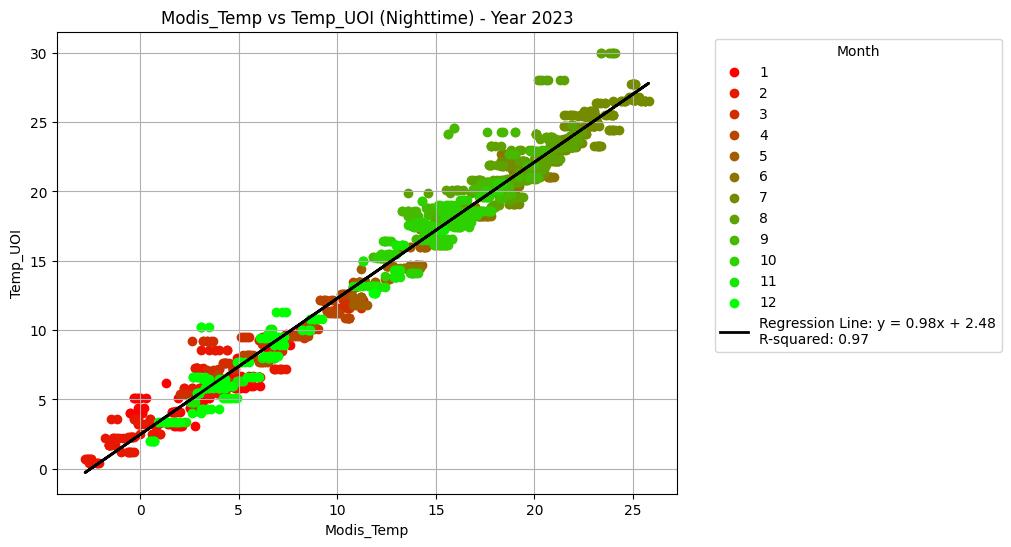 Modis_Temp vs Temp_UOI (Nighttime) - Year 2023
30
25
20
15
10
5
0
Temp_UOI
0 5 10 15 20 25
Modis_Temp
Month
1
2
3
4
5
6
7
8
9
10
11
12
Regression Line: y = 0.98x + 2.48
R-squared: 0.97